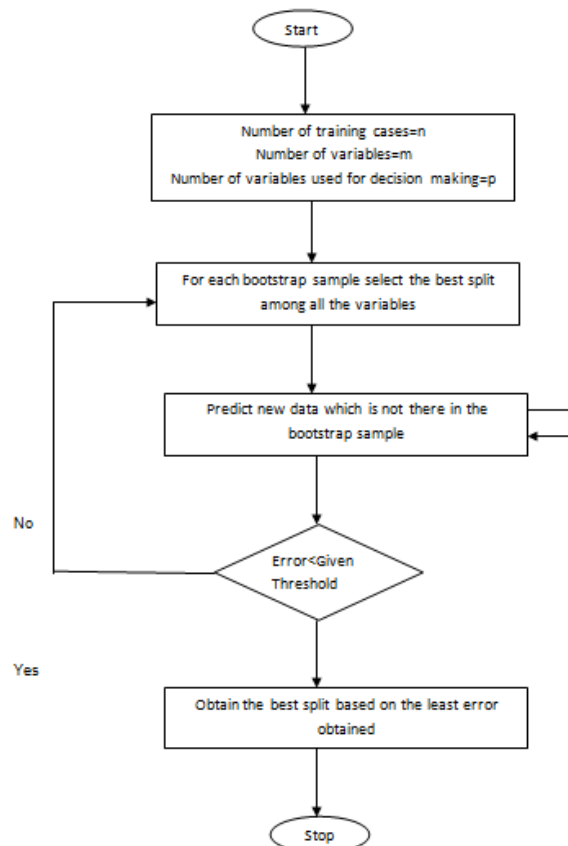 Start
Number of training cases=n
Number of variables=m
Number of variables used for decision making=p
For each bootstrap sample select the best split
among all the variables
Predict new data which is not there in the
bootstrap sample
No
Error<Given
Threshold
Yes
Obtain the best split based on the least error
obtained
Stop